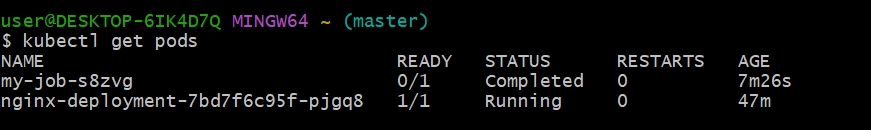 user@DESKTOP-6IK4D7Q MINGW64 ~ (master)
$ kubectl get pods
NAME READY STATUS RESTARTS AGE
my-job-s8zvg 0/1 Completed 0 7m26s
nginx-deployment-7bd7f6c95f-pjgq8 1/1 Running 0 47m